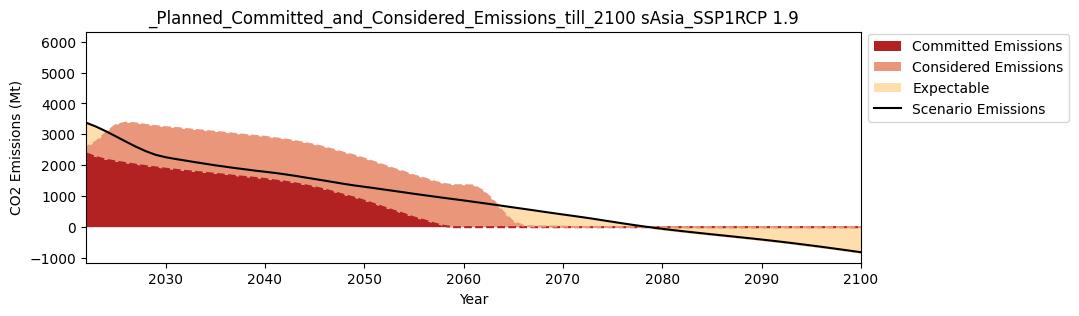 _Planned_Committed_and_Considered_Emissions_till_2100 sAsia_SSP1RCP 1.9
6000
5000
4000
3000
2000
1000
0
−1000
CO2 Emissions (Mt)
2030 2040 2050 2060 2070 2080 2090 2100
Year
Committed Emissions
Considered Emissions
Expectable
Scenario Emissions